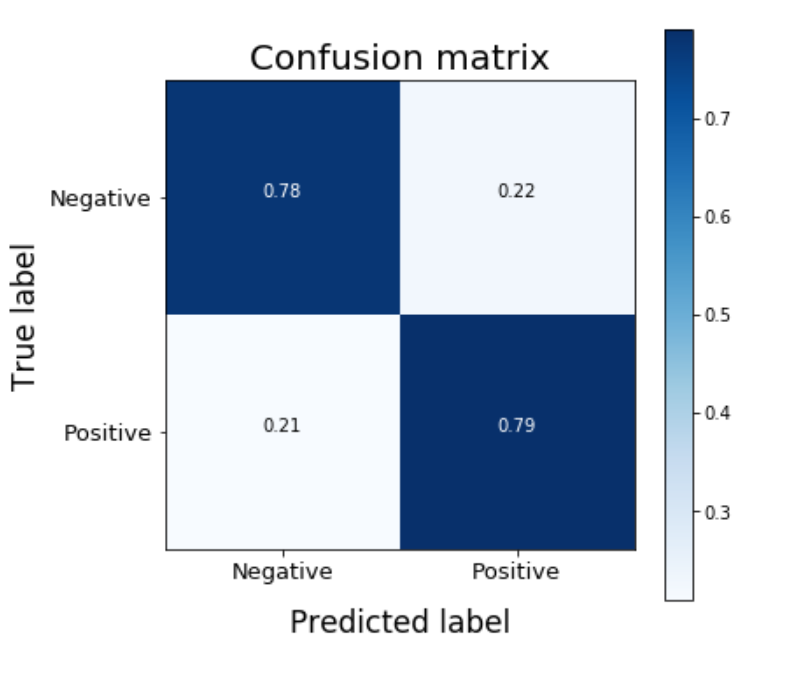 Confusion matrix
0.7
0.78
0.22
Negative
0.6
0.5
True label
0.4
0.21
0.79
Positive
0.3
Negative
Positive
Predicted label